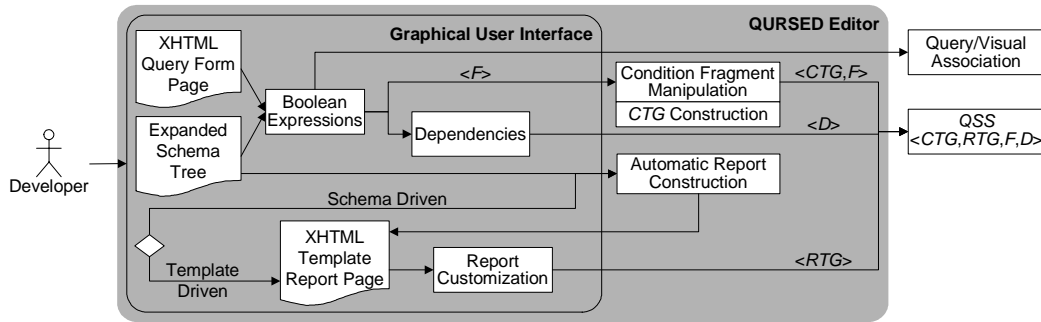 QURSED Editor
Graphical User Interface
XHTML
Query Form
Page
Query/Visual
Association
<F>
Condition Fragment
Manipulation
<CTG,F>
Boolean
Expressions
CTG Construction
Expanded
Schema
Tree
Dependencies
<D>
QSS
<CTG,RTG,F,D>
Developer
Automatic Report
Construction
Schema Driven
XHTML
Template
Report Page
Template
Driven
Report
Customization
<RTG>